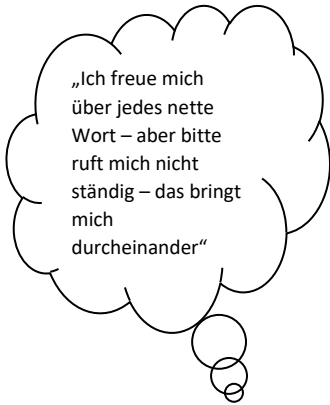 „Ich freue mich
über jedes nette
Wort – aber bitte
ruft mich nicht
ständig – das bringt
mich
durcheinander“